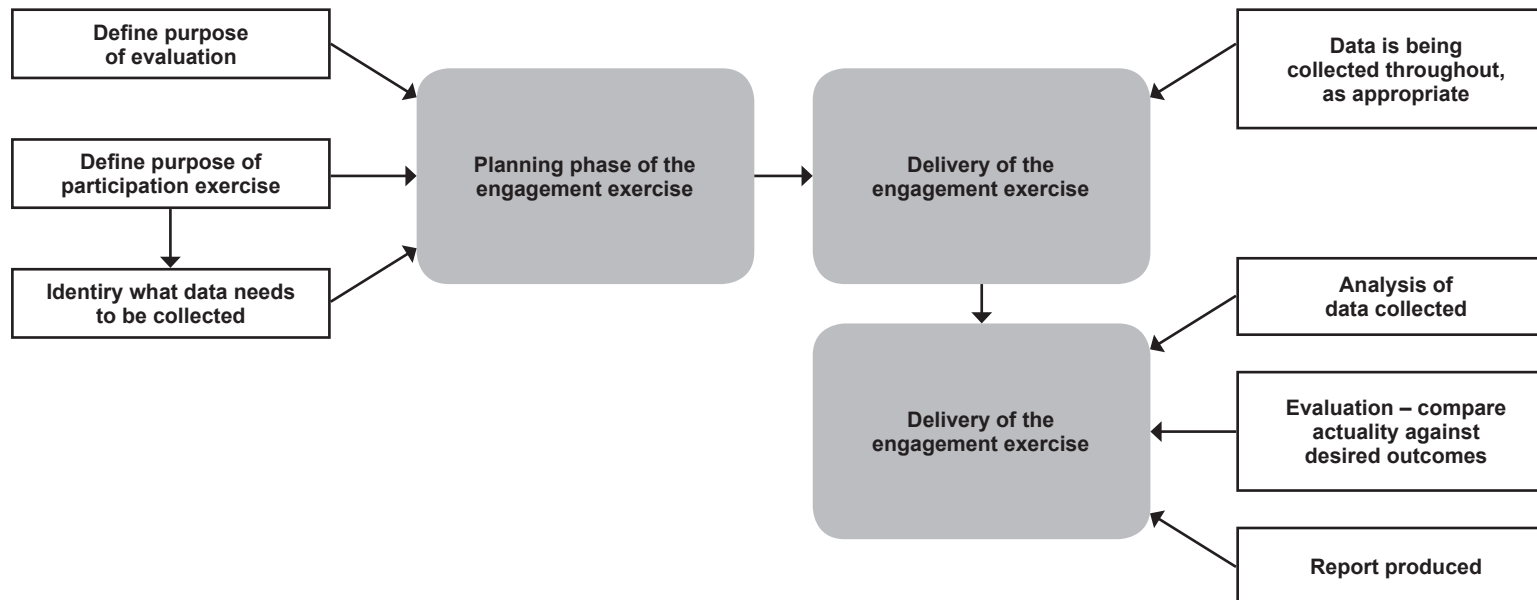 Define purpose
of evaluation
Define purpose of
participation exercise
Identiry what data needs
to be collected
Planning phase of the
engagement exercise
Delivery of the
engagement exercise
Data is being
collected throughout,
as appropriate
Delivery of the
engagement exercise
Analysis of
data collected
Evaluation – compare
actuality against
desired outcomes
Report produced